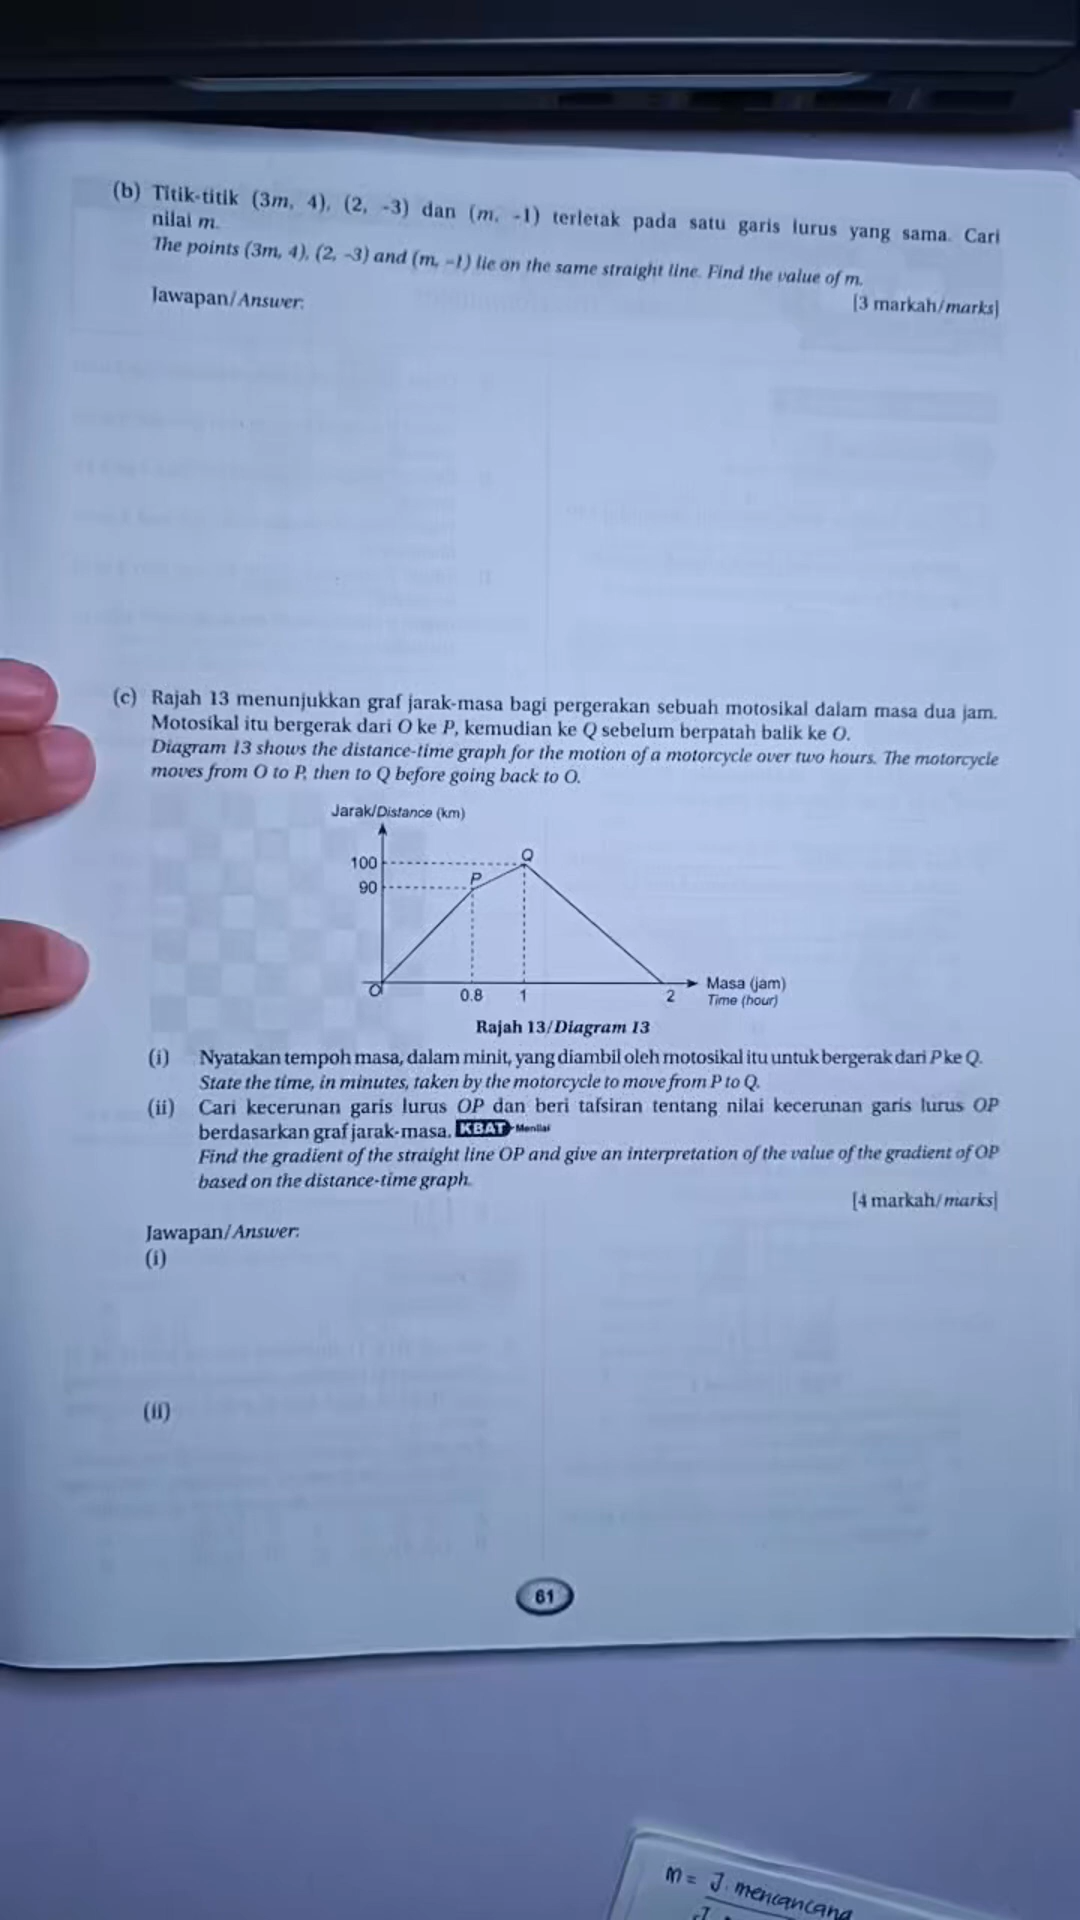 (b) Titik-titik (3m, 4), (2, -3) dan (m, -1) terletak pada satu garis lurus yang sama. Cari
nilai m.
The points (3m, 4), (2, -3) and (m, -1) lie on the same straight line. Find the value of m.
[3 markah/marks]
Jawapan/Answer:
(c) Rajah 13 menunjukkan graf jarak-masa bagi pergerakan sebuah motosikal dalam masa dua jam.
Motosikal itu bergerak dari O ke P, kemudian ke Q sebelum berpatah balik ke O.
Diagram 13 shows the distance-time graph for the motion of a motorcycle over two hours. The motorcycle
moves from O to P, then to Q before going back to O.
Jarak/Distance (km)
100
90
P
Q
O
0.8
1
2
Masa (jam)
Time (hour)
Rajah 13/Diagram 13
(i) Nyatakan tempoh masa, dalam minit, yang diambil oleh motosikal itu untuk bergerak dari P ke Q.
State the time, in minutes, taken by the motorcycle to move from P to Q.
(ii) Cari kecerunan garis lurus OP dan beri tafsiran tentang nilai kecerunan garis lurus OP
berdasarkan graf jarak-masa. KBAT Menilai
Find the gradient of the straight line OP and give an interpretation of the value of the gradient of OP
based on the distance-time graph.
[4 markah/marks]
Jawapan/Answer:
(i)
(ii)
61
m = J. mencancang